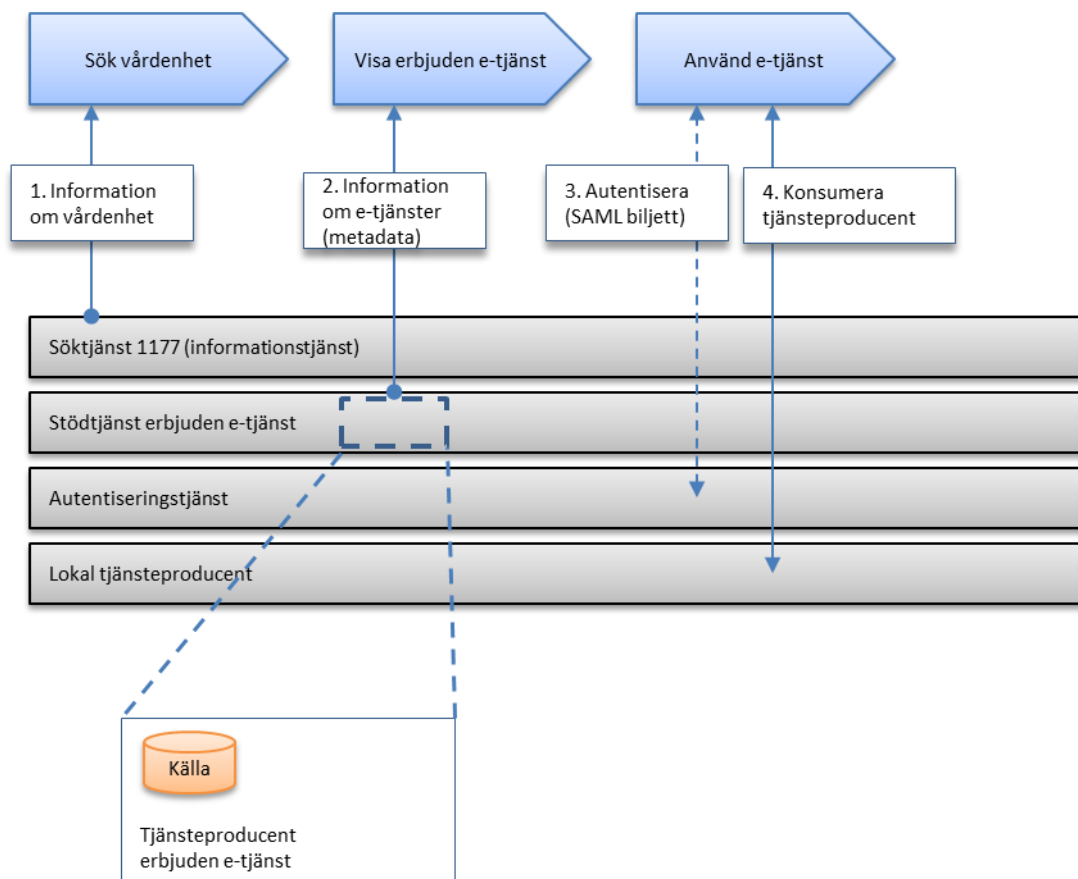 Sök vårdenhet
Visa erbjuden e-tjänst
Använd e-tjänst
1. Information
om vårdenhet
2. Information
om e-tjänster
(metadata)
3. Autentisera
(SAML biljett)
4. Konsumera
tjänsteproducent
Söktjänst 1177 (informationstjänst)
Stödtjänst erbjuden e-tjänst
Autentiseringstjänst
Lokal tjänsteproducent
Källa
Tjänsteproducent
erbjuden e-tjänst